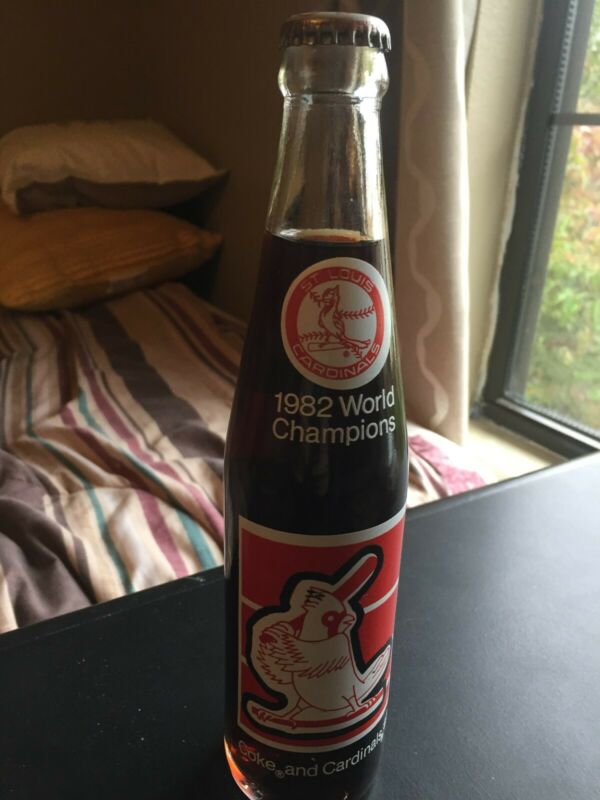 ST LOUIS
CARDINALS
1982 World
Champions
Coke® and Cardinals